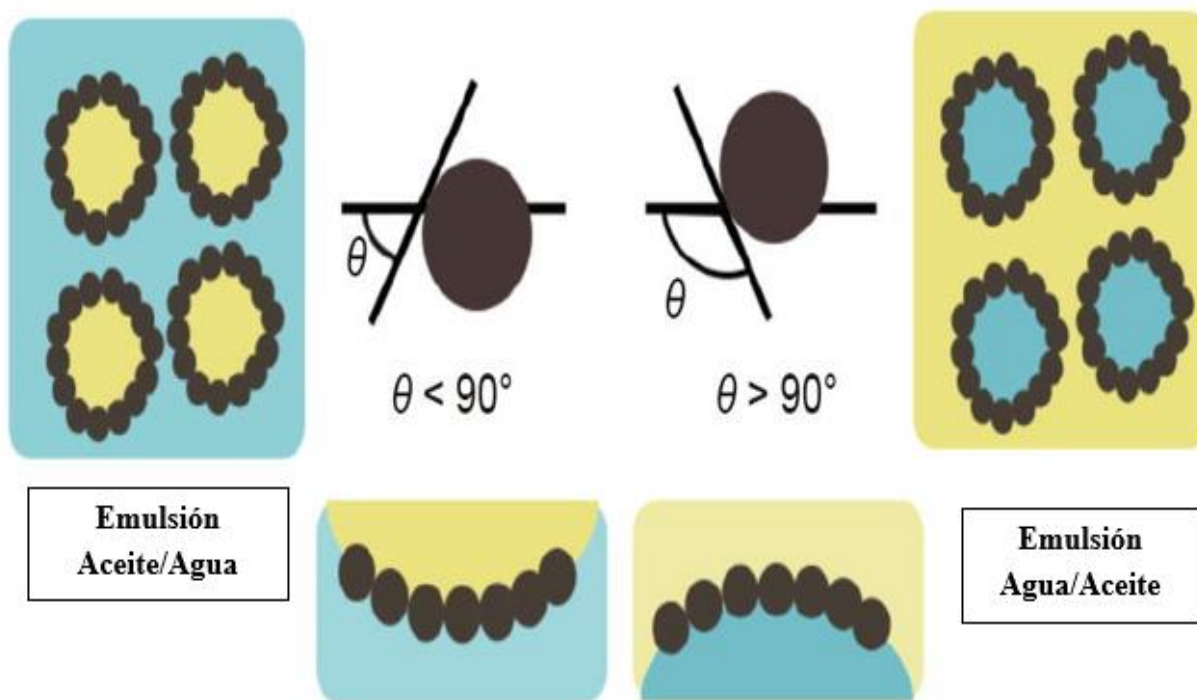 θ
θ
θ < 90°
θ > 90°
Emulsión
Aceite/Agua
Emulsión
Agua/Aceite